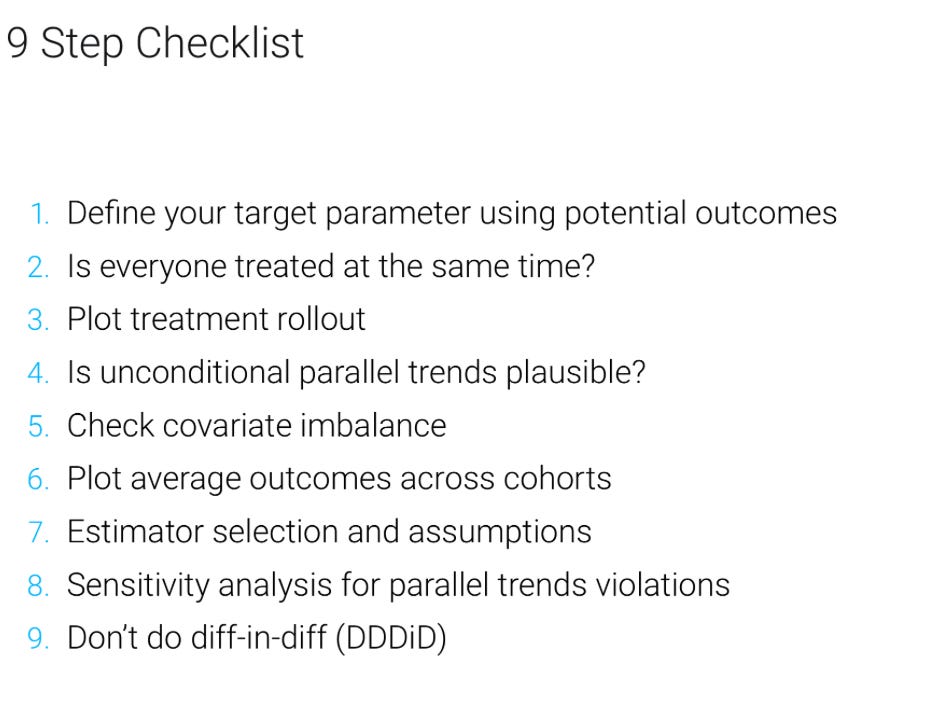 9 Step Checklist
1. Define your target parameter using potential outcomes
2. Is everyone treated at the same time?
3. Plot treatment rollout
4. Is unconditional parallel trends plausible?
5. Check covariate imbalance
6. Plot average outcomes across cohorts
7. Estimator selection and assumptions
8. Sensitivity analysis for parallel trends violations
9. Don't do diff-in-diff (DDDiD)